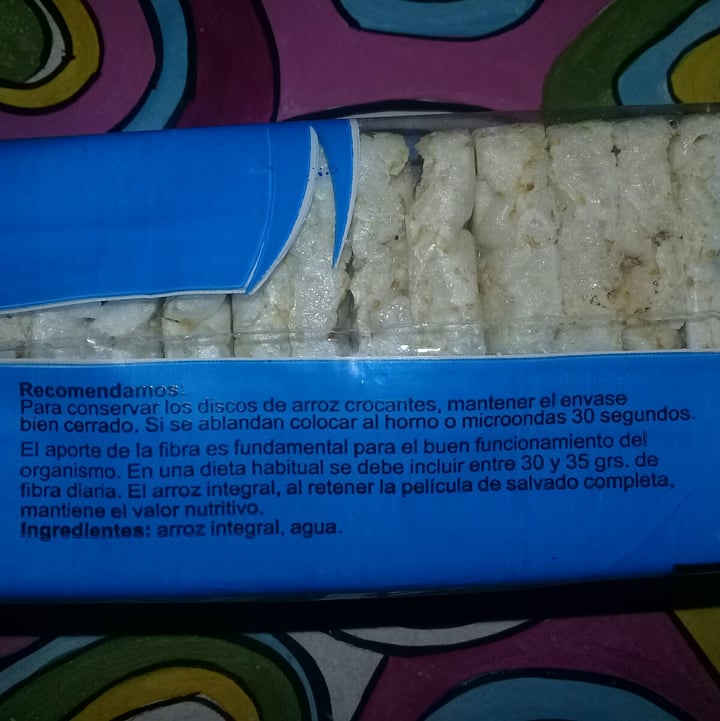 Recomendamos:
Para conservar los discos de arroz crocantes, mantener el envase
bien cerrado. Si se ablandan colocar al horno o microondas 30 segundos.
El aporte de la fibra es fundamental para el buen funcionamiento del
organismo. En una dieta habitual se debe incluir entre 30 y 35 grs. de
fibra diaria. El arroz integral, al retener la película de salvado completa,
mantiene el valor nutritivo.
Ingredientes: arroz integral, agua.